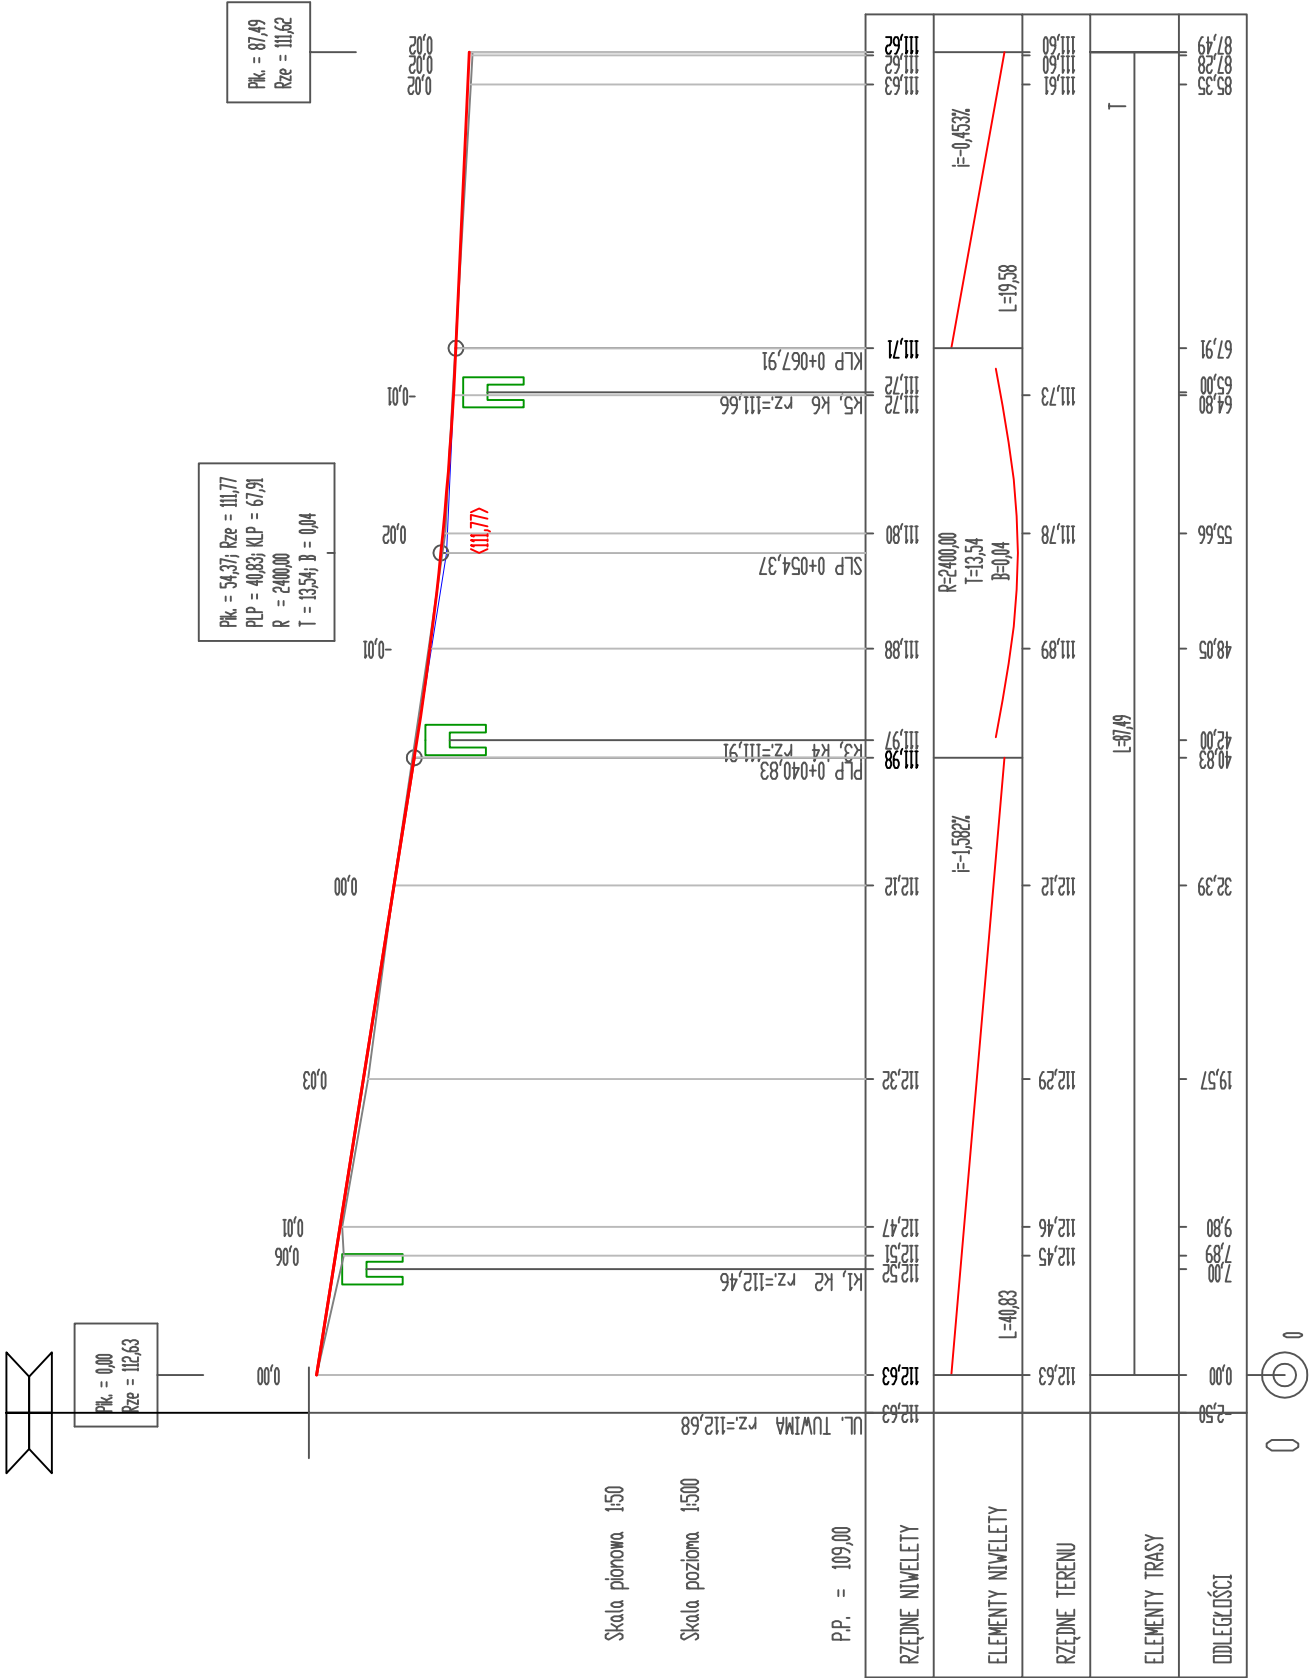 Pik. = 0,00
Rze = 112,63
Pik. = 54,37; Rze = 111,77
PLP = 40,83; KLP = 67,91
R = 2400,00
T = 13,54; B = 0,04
Pik. = 87,49
Rze = 111,62
0,00
0,06
0,01
0,03
0,00
-0,01
0,02
-0,01
0,02
0,02
0,02
<111,77>
Skala pionowa 1:50
Skala pozioma 1:500
P.P. = 109,00
UL. TUWIMA rz.=112,68
k1, k2 rz.=112,46
PLP 0+040,83
k3, k4 rz.=111,91
SLP 0+054,37
k5, k6 rz.=111,66
KLP 0+067,91
RZĘDNE NIWELETY
112,63
112,63
112,52
112,51
112,47
112,32
112,12
111,98
111,97
111,88
111,80
111,72
111,72
111,71
111,63
111,62
111,62
ELEMENTY NIWELETY
L=40,83
i=-1,582%
R=2400,00
T=13,54
B=0,04
L=19,58
i=-0,453%
RZĘDNE TERENU
112,63
112,45
112,46
112,29
112,12
111,89
111,78
111,73
111,61
111,60
111,60
ELEMENTY TRASY
L=87,49
T
ODLEGŁOŚCI
-2,50
0,00
7,00
7,89
9,80
19,57
32,39
40,83
42,00
48,05
55,66
64,80
65,00
67,91
85,35
87,28
87,49
0
0